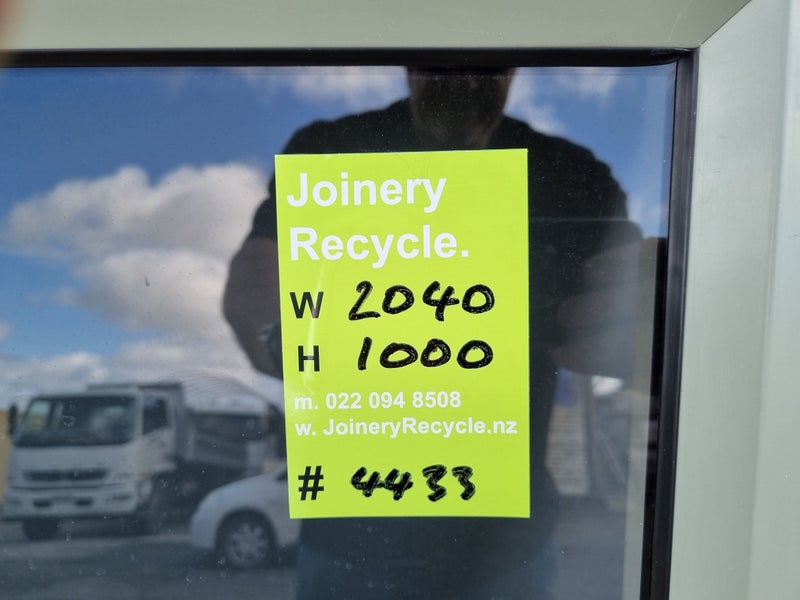 Joinery
Recycle.
W 2040
H 1000
m. 022 094 8508
w. JoineryRecycle.nz
# 4433